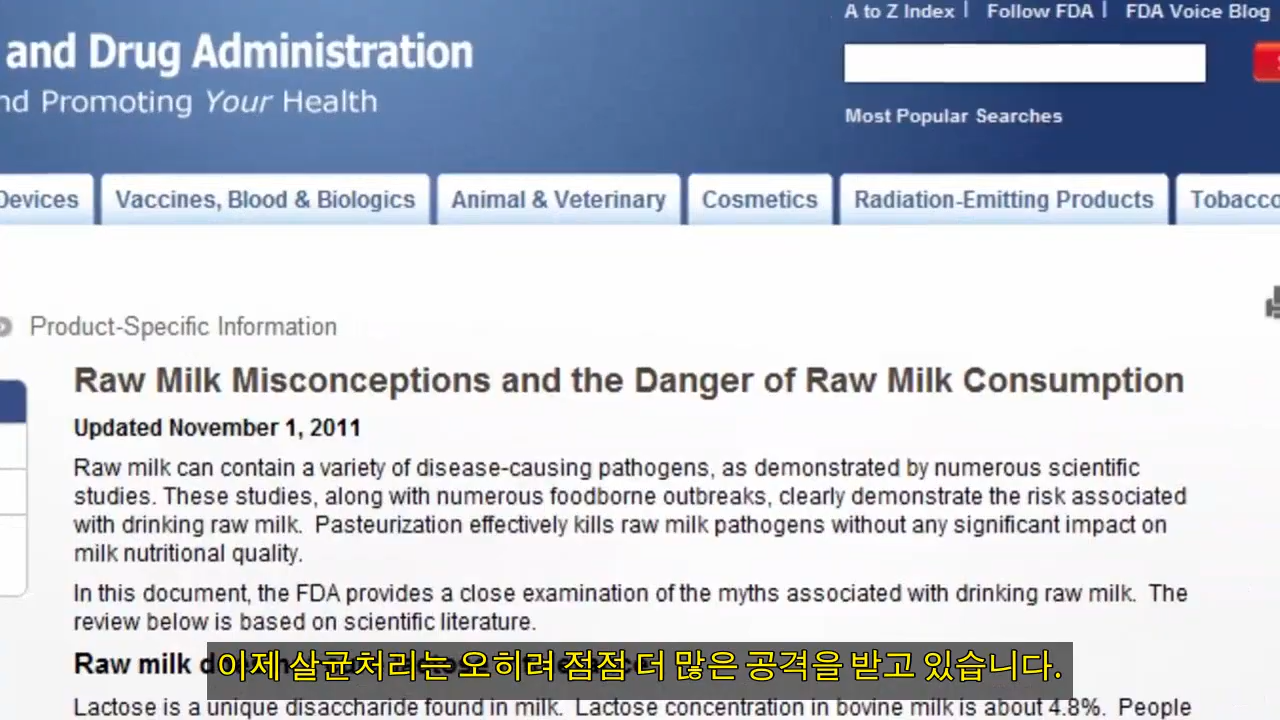 A to Z Index | Follow FDA | FDA Voice Blog
and Drug Administration
nd Promoting Your Health
Most Popular Searches
Devices
Vaccines, Blood & Biologics
Animal & Veterinary
Cosmetics
Radiation-Emitting Products
Tobacco
Product-Specific Information
Raw Milk Misconceptions and the Danger of Raw Milk Consumption
Updated November 1, 2011
Raw milk can contain a variety of disease-causing pathogens, as demonstrated by numerous scientific
studies. These studies, along with numerous foodborne outbreaks, clearly demonstrate the risk associated
with drinking raw milk. Pasteurization effectively kills raw milk pathogens without any significant impact on
milk nutritional quality.
In this document, the FDA provides a close examination of the myths associated with drinking raw milk. The
review below is based on scientific literature.
Raw milk
이제 살균처리는 오히려 점점 더 많은 공격을 받고 있습니다.
Lactose is a unique disaccharide found in milk. Lactose concentration in bovine milk is about 4.8%. People